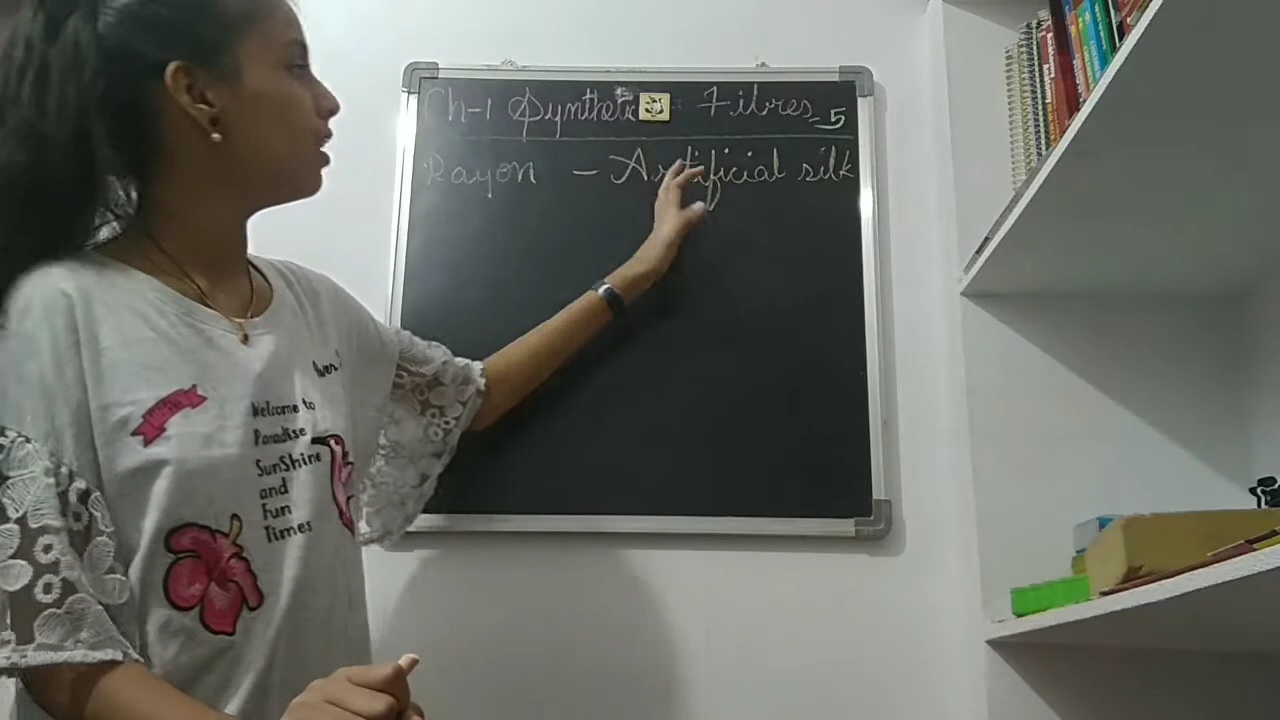 Ch-1 Synthetic Fibres -5
Rayon - Artificial silk
Welcome to
Paradise
SunShine
and
Fun
Times